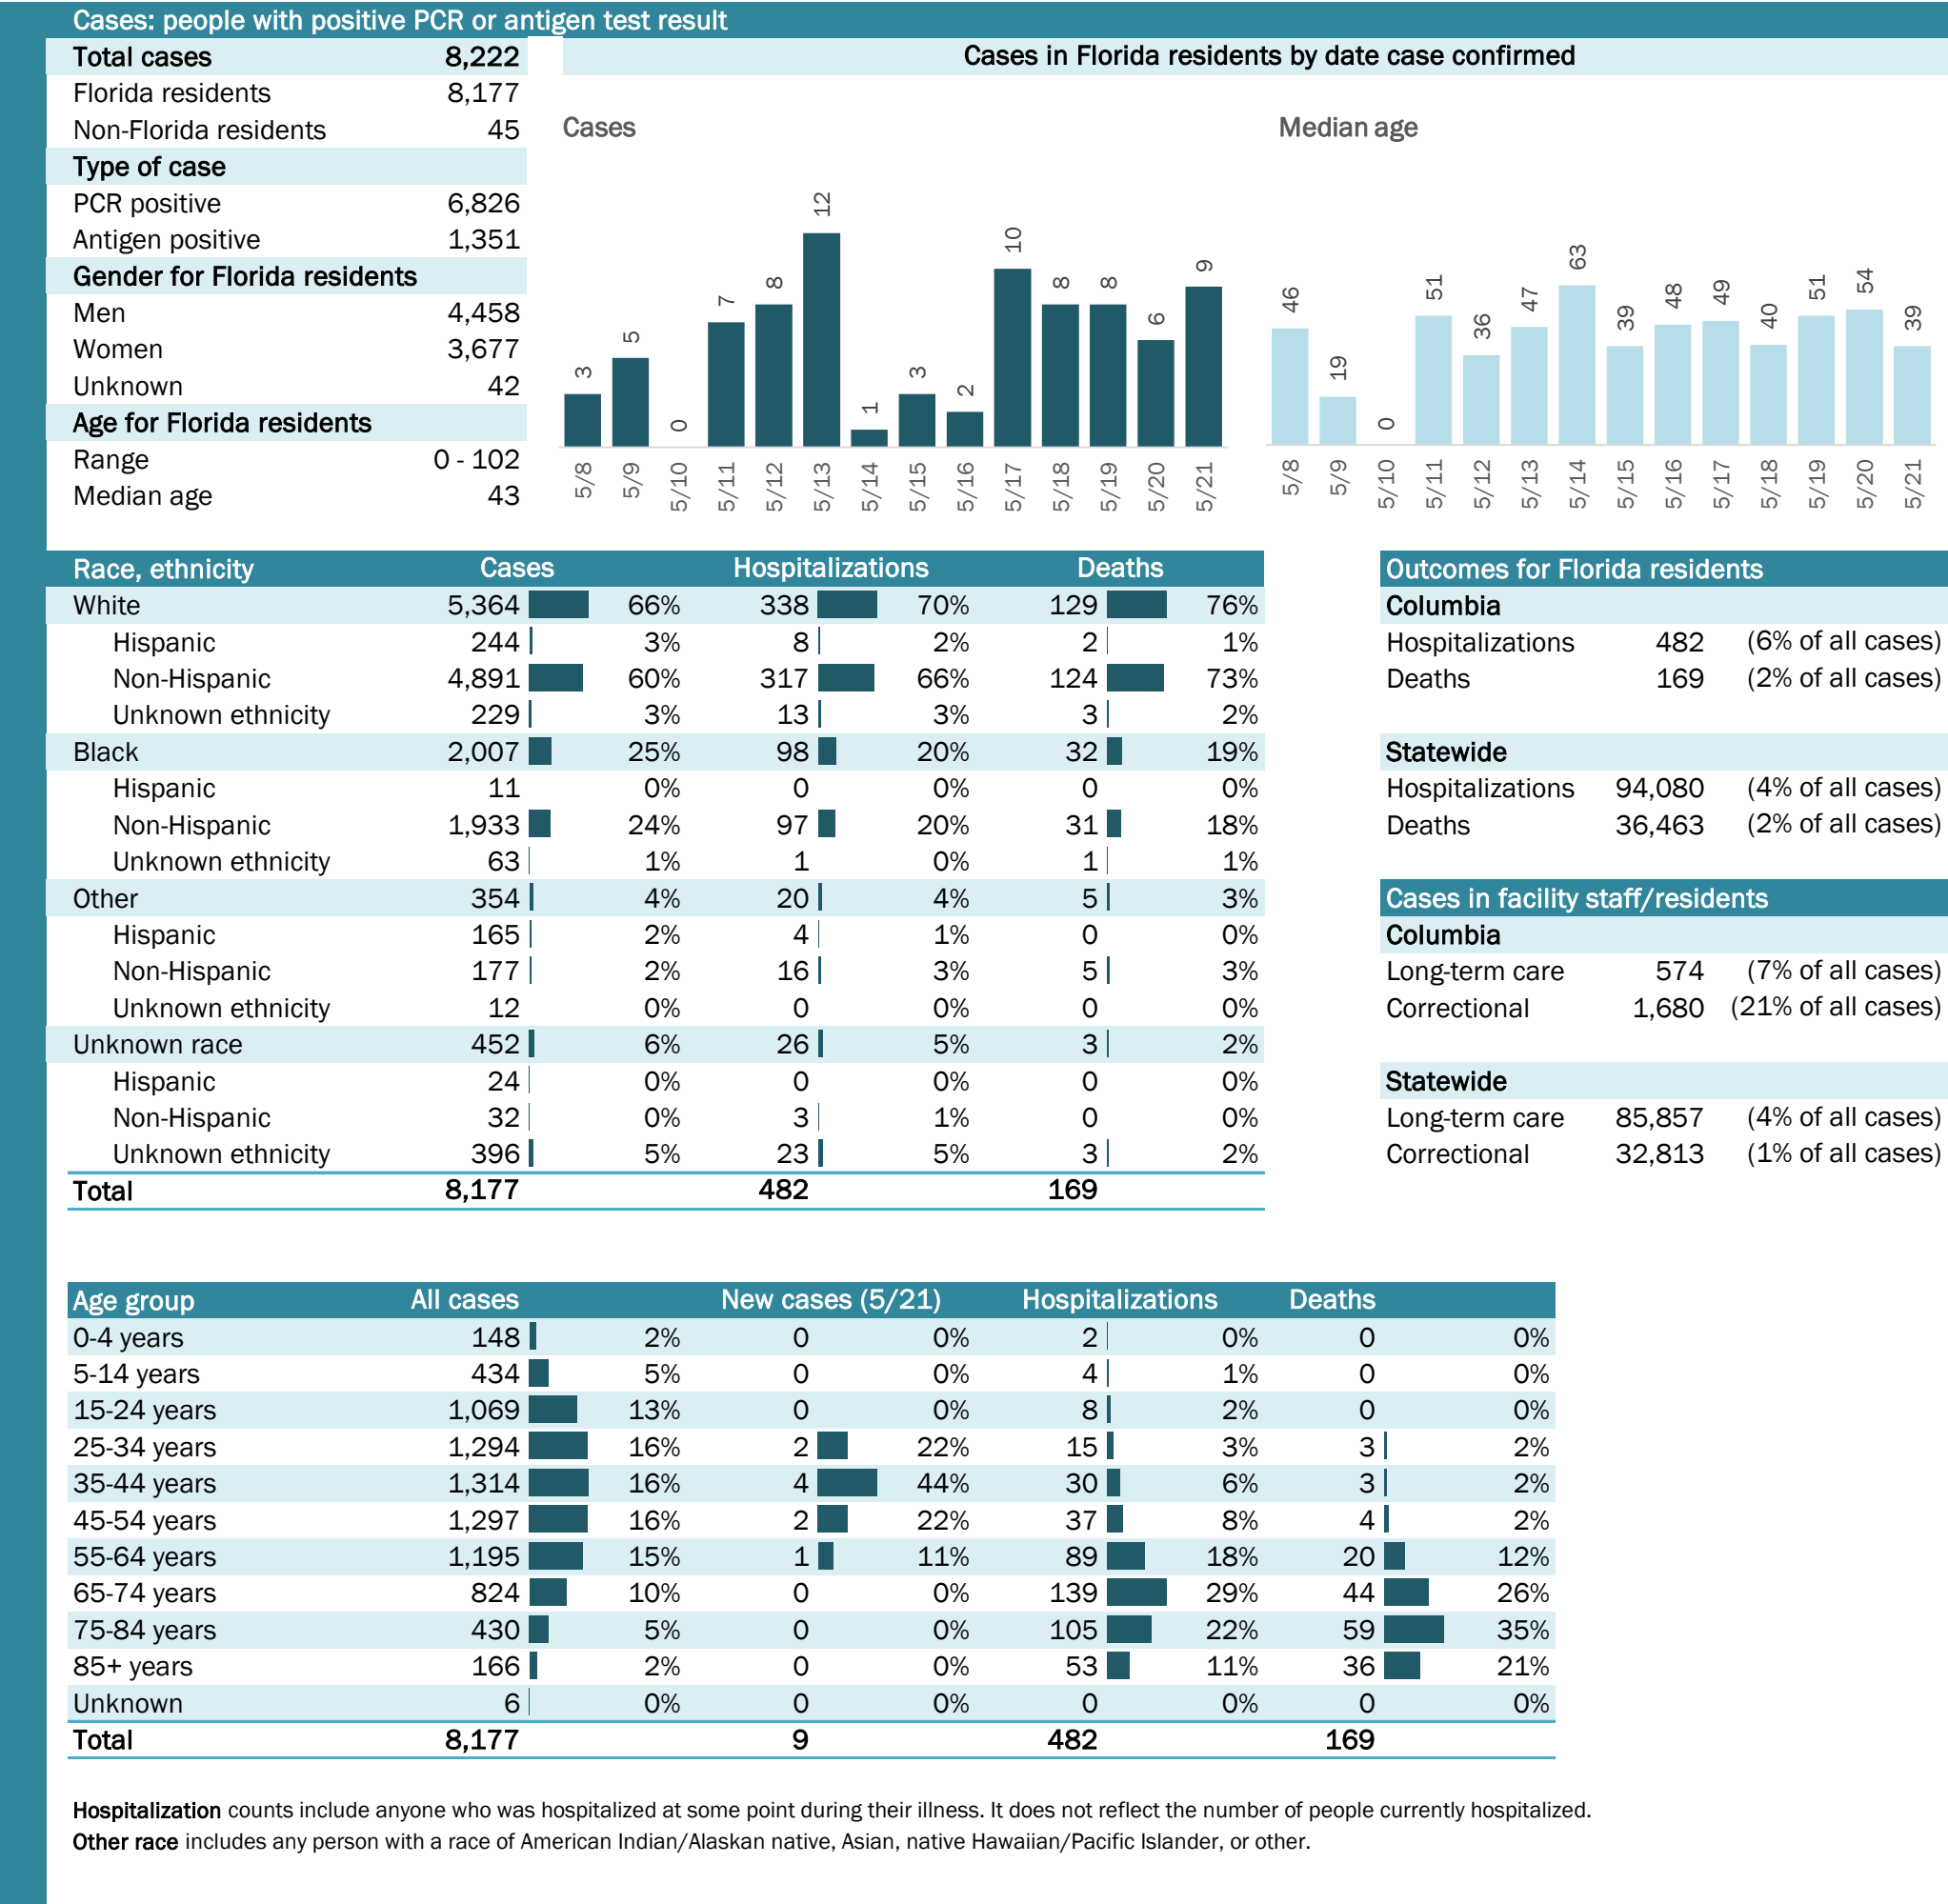 Cases: people with positive PCR or antigen test result
Total cases 8,222
Florida residents 8,177
Non-Florida residents 45
Type of case
PCR positive 6,826
Antigen positive 1,351
Gender for Florida residents
Men 4,458
Women 3,677
Unknown 42
Age for Florida residents
Range 0 - 102
Median age 43
Cases in Florida residents by date case confirmed
Cases
3 5 0 7 8 12 1 3 2 10 8 8 6 9
5/8 5/9 5/10 5/11 5/12 5/13 5/14 5/15 5/16 5/17 5/18 5/19 5/20 5/21
Median age
46 19 0 51 36 47 63 39 48 49 40 51 54 39
5/8 5/9 5/10 5/11 5/12 5/13 5/14 5/15 5/16 5/17 5/18 5/19 5/20 5/21
Race, ethnicity Cases Hospitalizations Deaths
White 5,364 66% 338 70% 129 76%
Hispanic 244 3% 8 2% 2 1%
Non-Hispanic 4,891 60% 317 66% 124 73%
Unknown ethnicity 229 3% 13 3% 3 2%
Black 2,007 25% 98 20% 32 19%
Hispanic 11 0% 0 0% 0 0%
Non-Hispanic 1,933 24% 97 20% 31 18%
Unknown ethnicity 63 1% 1 0% 1 1%
Other 354 4% 20 4% 5 3%
Hispanic 165 2% 4 1% 0 0%
Non-Hispanic 177 2% 16 3% 5 3%
Unknown ethnicity 12 0% 0 0% 0 0%
Unknown race 452 6% 26 5% 3 2%
Hispanic 24 0% 0 0% 0 0%
Non-Hispanic 32 0% 3 1% 0 0%
Unknown ethnicity 396 5% 23 5% 3 2%
Total 8,177 482 169
Outcomes for Florida residents
Columbia
Hospitalizations 482 (6% of all cases)
Deaths 169 (2% of all cases)
Statewide
Hospitalizations 94,080 (4% of all cases)
Deaths 36,463 (2% of all cases)
Cases in facility staff/residents
Columbia
Long-term care 574 (7% of all cases)
Correctional 1,680 (21% of all cases)
Statewide
Long-term care 85,857 (4% of all cases)
Correctional 32,813 (1% of all cases)
Age group All cases New cases (5/21) Hospitalizations Deaths
0-4 years 148 2% 0 0% 2 0% 0 0%
5-14 years 434 5% 0 0% 4 1% 0 0%
15-24 years 1,069 13% 0 0% 8 2% 0 0%
25-34 years 1,294 16% 2 22% 15 3% 3 2%
35-44 years 1,314 16% 4 44% 30 6% 3 2%
45-54 years 1,297 16% 2 22% 37 8% 4 2%
55-64 years 1,195 15% 1 11% 89 18% 20 12%
65-74 years 824 10% 0 0% 139 29% 44 26%
75-84 years 430 5% 0 0% 105 22% 59 35%
85+ years 166 2% 0 0% 53 11% 36 21%
Unknown 6 0% 0 0% 0 0% 0 0%
Total 8,177 9 482 169
Hospitalization counts include anyone who was hospitalized at some point during their illness. It does not reflect the number of people currently hospitalized.
Other race includes any person with a race of American Indian/Alaskan native, Asian, native Hawaiian/Pacific Islander, or other.